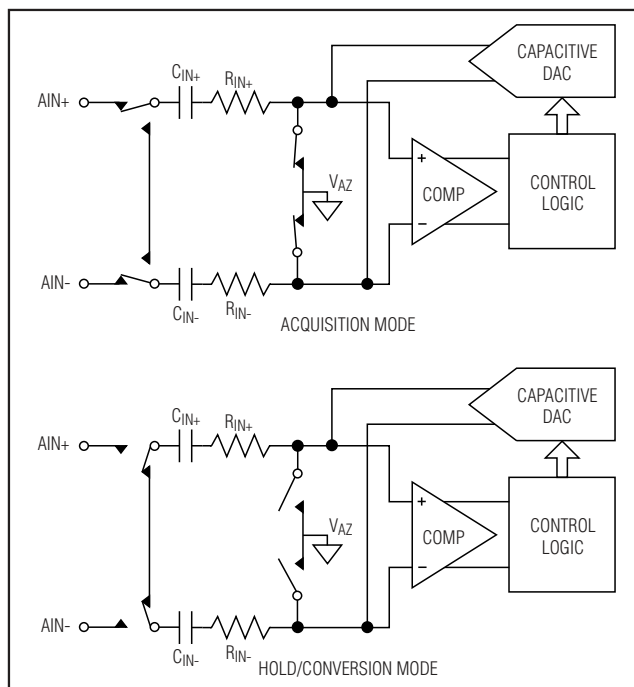 CAPACITIVE
DAC
CIN+
RIN+
AIN+
VAZ
+
COMP
−
CONTROL
LOGIC
AIN-
CIN-
RIN-
ACQUISITION MODE
CAPACITIVE
DAC
CIN+
RIN+
AIN+
VAZ
+
COMP
−
CONTROL
LOGIC
AIN-
CIN-
RIN-
HOLD/CONVERSION MODE